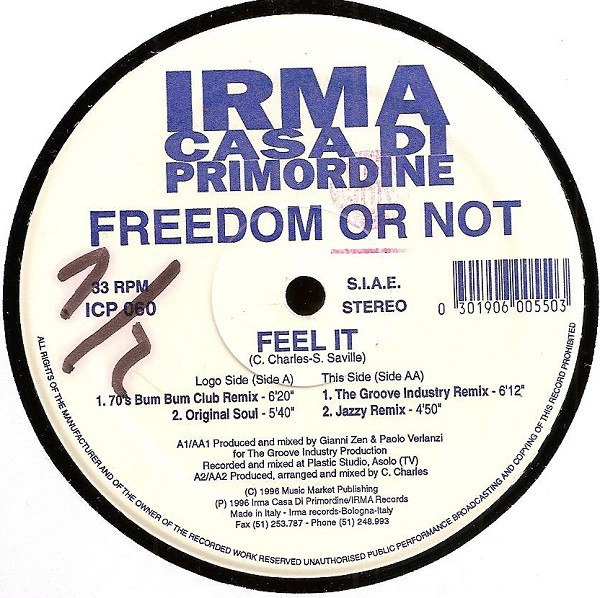 IRMA
CASA DI
PRIMORDINE
FREEDOM OR NOT
33 RPM
ICP 060
S.I.A.E.
STEREO
0 301906 005503
FEEL IT
(C. Charles-S. Saville)
Logo Side (Side A)
1. 70's Bum Bum Club Remix - 6'20"
2. Original Soul - 5'40"
This Side (Side AA)
1. The Groove Industry Remix - 6'12"
2. Jazzy Remix - 4'50"
A1/AA1 Produced and mixed by Gianni Zen & Paolo Verlanzi
for The Groove Industry Production
Recorded and mixed at Plastic Studio, Asolo (TV)
A2/AA2 Produced, arranged and mixed by C. Charles
(C) 1996 Music Market Publishing
(P) 1996 Irma Casa Di Primordine/IRMA Records
Made in Italy - Irma records-Bologna-Italy
Fax (51) 253.787 - Phone (51) 248.993
ALL RIGHTS OF THE MANUFACTURER AND OF THE OWNER OF THE RECORDED WORK RESERVED UNAUTHORISED PUBLIC PERFORMANCE BROADCASTING AND COPYING OF THIS RECORD PROHIBITED